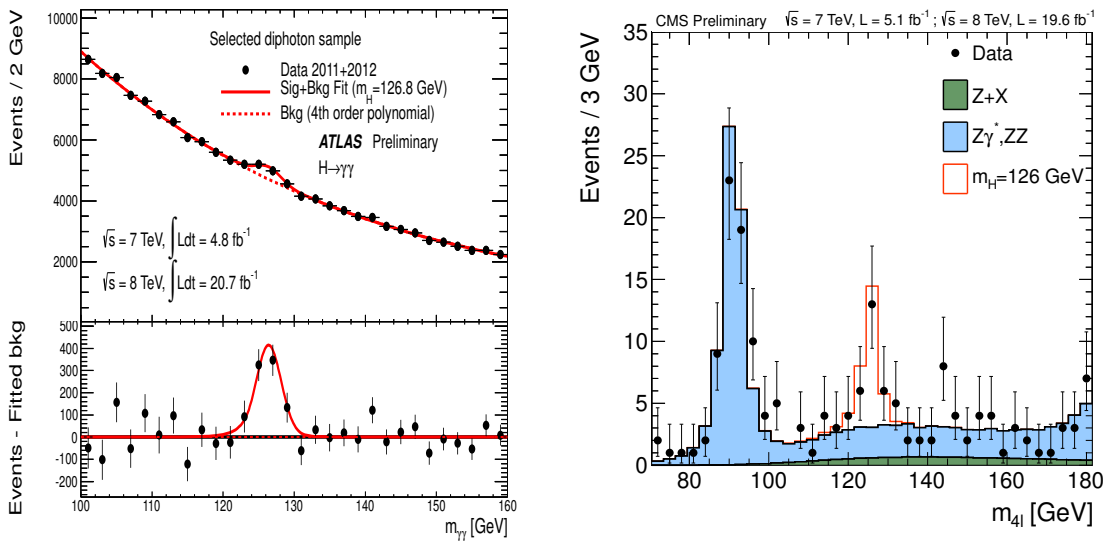 Events / 2 GeV
10000
8000
6000
4000
2000
Selected diphoton sample
Data 2011+2012
Sig+Bkg Fit (m_H=126.8 GeV)
Bkg (4th order polynomial)
ATLAS Preliminary
H→γγ
√s = 7 TeV, ∫Ldt = 4.8 fb⁻¹
√s = 8 TeV, ∫Ldt = 20.7 fb⁻¹
Events - Fitted bkg
500
400
300
200
100
0
-100
-200
100 110 120 130 140 150 160
m_γγ [GeV]
CMS Preliminary √s = 7 TeV, L = 5.1 fb⁻¹ ; √s = 8 TeV, L = 19.6 fb⁻¹
Events / 3 GeV
35
30
25
20
15
10
5
0
Data
Z+X
Zγ*,ZZ
m_H=126 GeV
80 100 120 140 160 180
m_4l [GeV]